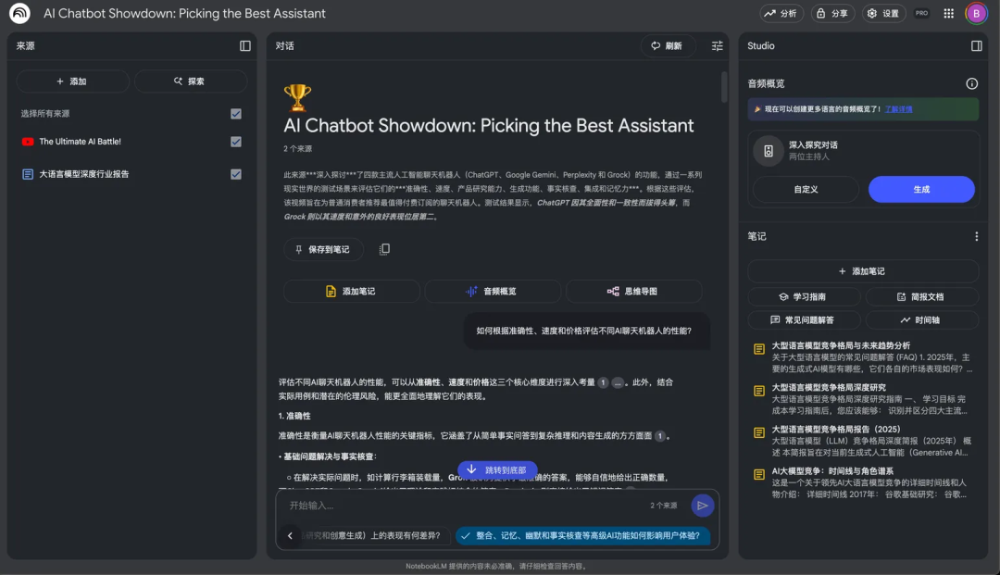 AI Chatbot Showdown: Picking the Best Assistant
分析
分享
设置
PRO
B
来源
添加
探索
选择所有来源
The Ultimate AI Battle!
大语言模型深度行业报告
对话
刷新
AI Chatbot Showdown: Picking the Best Assistant
2 个来源
此来源***深入探讨***了四款主流人工智能聊天机器人（ChatGPT、Google Gemini、Perplexity 和 Grock）的功能，通过一系列
现实世界的测试场景来评估它们的***准确性、速度、产品研究能力、生成功能、事实核查、集成和记忆力***。根据这些评估，
该视频旨在为普通消费者推荐最值得付费订阅的聊天机器人。测试结果显示，ChatGPT 因其全面性和一致性而拔得头筹，而
Grock 则以其速度和意外的良好表现位居第二。
保存到笔记
添加笔记
音频概览
思维导图
如何根据准确性、速度和价格评估不同AI聊天机器人的性能?
评估不同AI聊天机器人的性能，可以从准确性、速度和价格这三个核心维度进行深入考量 1 ... 。此外，结合
实际用例和潜在的伦理风险，能更全面地理解它们的表现。
1. 准确性
准确性是衡量AI聊天机器人性能的关键指标，它涵盖了从简单事实问答到复杂推理和内容生成的方方面面 1 。
• 基础问题解决与事实核查：
在解决实际问题时，如计算行李箱装载量，Gro
的答案，能够自信地给出正确数量，
跳转到底部
开始输入...
2 个来源
研究和创意生成）上的表现有何差异?
整合、记忆、幽默和事实核查等高级AI功能如何影响用户体验?
NotebookLM 提供的内容未必准确，请仔细检查回答内容。
Studio
音频概览
现在可以创建更多语言的音频概览了！了解详情
深入探究对话
两位主持人
自定义
生成
笔记
添加笔记
学习指南
简报文档
常见问题解答
时间轴
大型语言模型竞争格局与未来趋势分析
关于大型语言模型的常见问题解答 (FAQ) 1. 2025年，主
要的生成式AI模型有哪些，它们各自的市场表现如何？...
大型语言模型竞争格局深度研究
大型语言模型竞争格局深度研究指南 一、 学习目标 完
成本学习指南后，您应该能够： 识别并区分四大主流...
大型语言模型竞争格局报告（2025）
大型语言模型（LLM）竞争格局深度简报（2025年） 概
述 本简报旨在对当前生成式人工智能（Generative AI...
AI大模型竞争：时间线与角色谱系
这是一个关于领先AI大语言模型竞争的详细时间线和人
物介绍： 详细时间线 2017年： 谷歌基础研究： 谷歌...